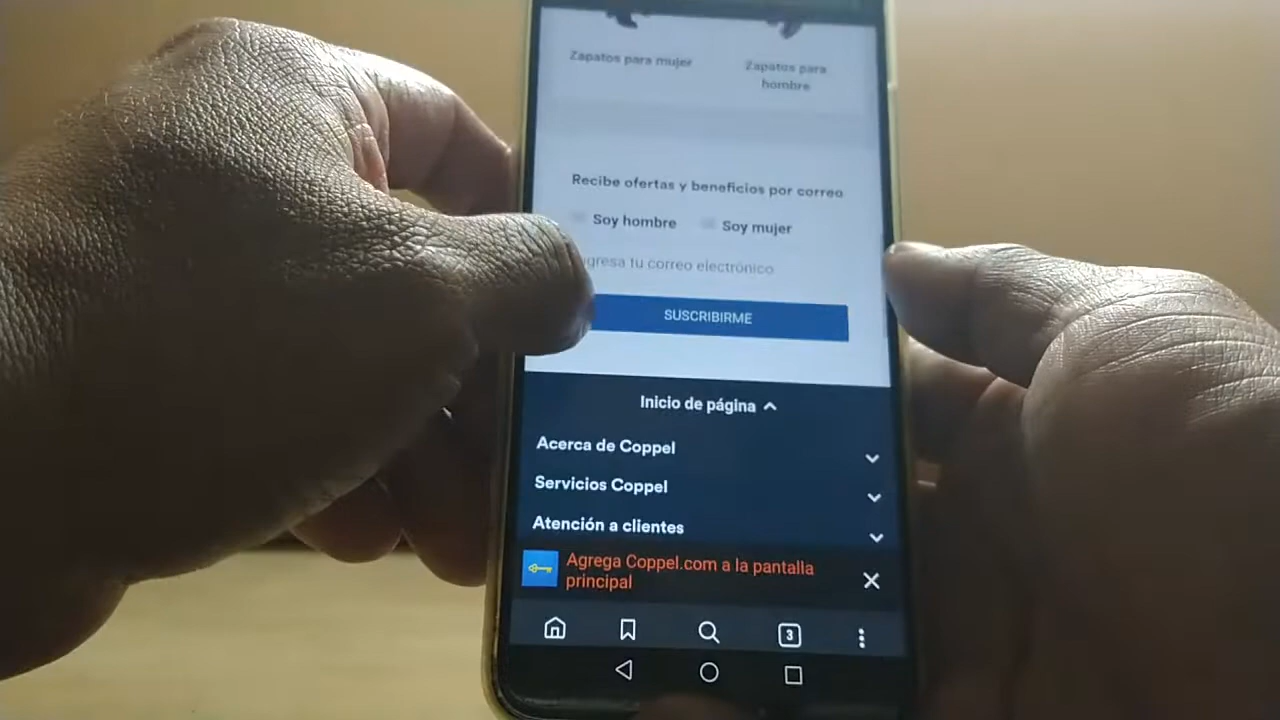 Zapatos para mujer
Zapatos para
hombre
Recibe ofertas y beneficios por correo
Soy hombre
Soy mujer
tu correo electrónico
SUSCRIBIRME
Inicio de página
Acerca de Coppel
Servicios Coppel
Atención a clientes
Agrega Coppel.com a la pantalla
principal
3